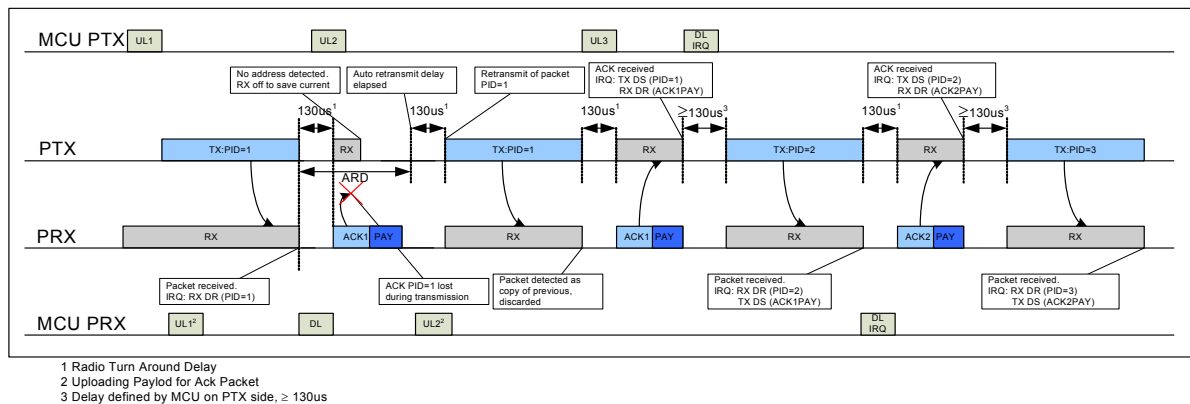 MCU PTX
UL1
UL2
UL3
DL
IRQ
No address detected.
RX off to save current
Auto retransmit delay
elapsed
Retransmit of packet
PID=1
ACK received
IRQ: TX DS (PID=1)
RX DR (ACK1PAY)
ACK received
IRQ: TX DS (PID=2)
RX DR (ACK2PAY)
130us¹
130us¹
130us¹
≥130us³
130us¹
≥130us³
PTX
TX:PID=1
RX
TX:PID=1
RX
TX:PID=2
RX
TX:PID=3
ARD
PRX
RX
ACK1
PAY
RX
ACK1
PAY
RX
ACK2
PAY
RX
Packet received.
IRQ: RX DR (PID=1)
ACK PID=1 lost
during transmission
Packet detected as
copy of previous,
discarded
Packet received.
IRQ: RX DR (PID=2)
TX DS (ACK1PAY)
Packet received.
IRQ: RX DR (PID=3)
TX DS (ACK2PAY)
MCU PRX
UL1²
DL
UL2²
DL
IRQ
1 Radio Turn Around Delay
2 Uploading Paylod for Ack Packet
3 Delay defined by MCU on PTX side, ≥ 130us